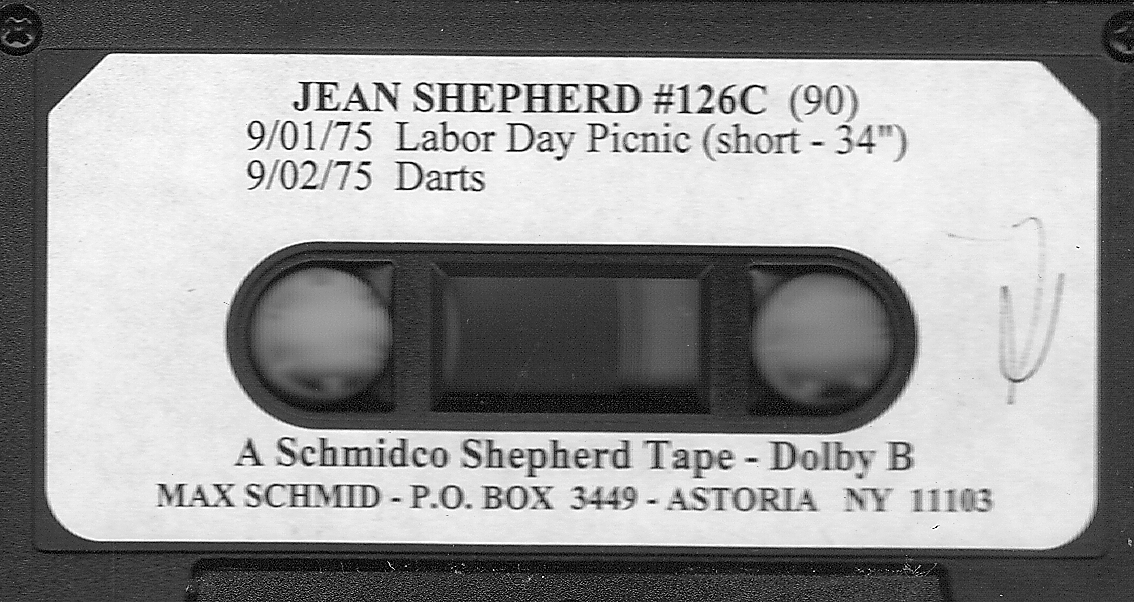 JEAN SHEPHERD #126C (90)
9/01/75 Labor Day Picnic (short - 34")
9/02/75 Darts
A Schmidco Shepherd Tape - Dolby B
MAX SCHMID - P.O. BOX 3449 - ASTORIA NY 11103